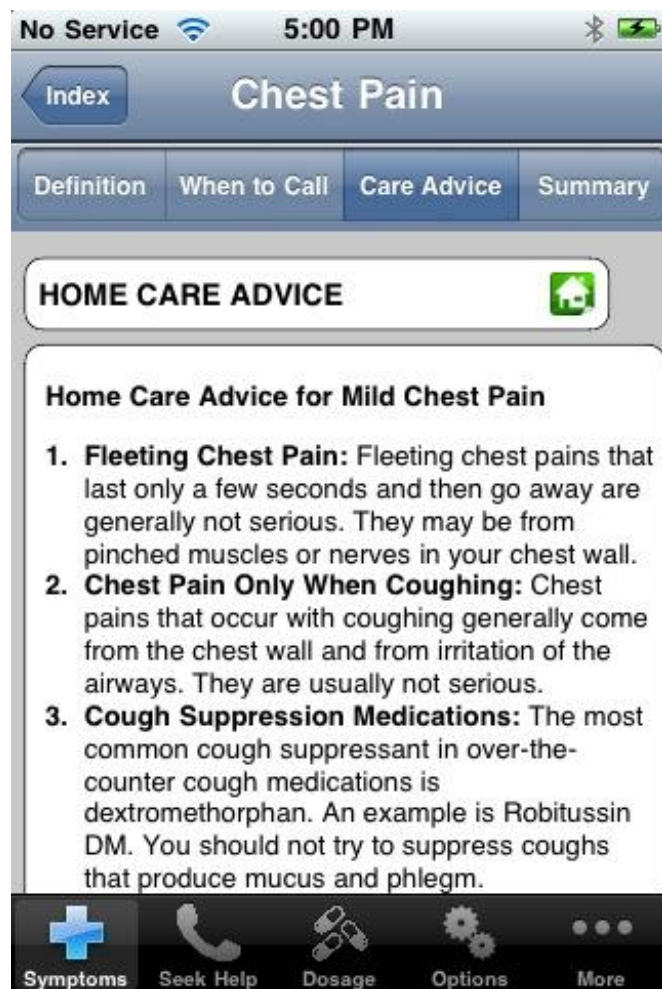 No Service 5:00 PM
Index Chest Pain
Definition When to Call Care Advice Summary
HOME CARE ADVICE
Home Care Advice for Mild Chest Pain
1. Fleeting Chest Pain: Fleeting chest pains that
last only a few seconds and then go away are
generally not serious. They may be from
pinched muscles or nerves in your chest wall.
2. Chest Pain Only When Coughing: Chest
pains that occur with coughing generally come
from the chest wall and from irritation of the
airways. They are usually not serious.
3. Cough Suppression Medications: The most
common cough suppressant in over-the-
counter cough medications is
dextromethorphan. An example is Robitussin
DM. You should not try to suppress coughs
that produce mucus and phlegm.
Symptoms Seek Help Dosage Options More